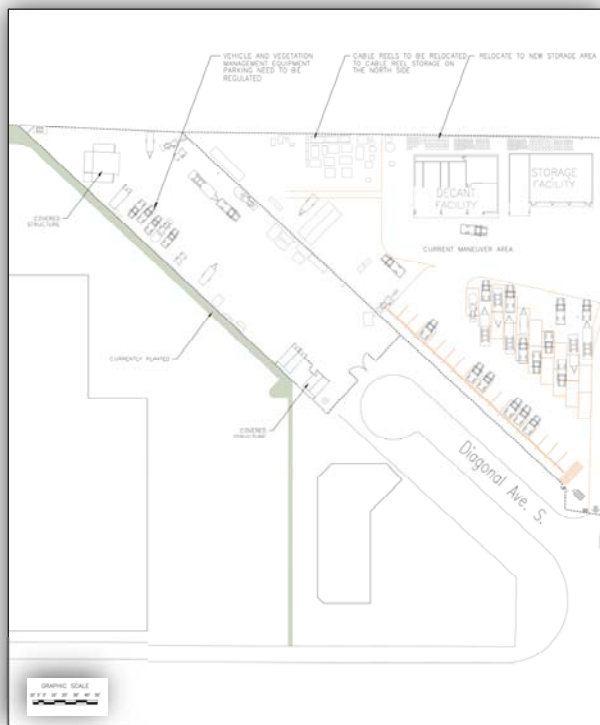 VEHICLE AND VEGETATION
MANAGEMENT EQUIPMENT
PARKING NEED TO BE
REGULATED
CABLE REELS TO BE RELOCATED
TO CABLE REEL STORAGE ON
THE NORTH SIDE
RELOCATE TO NEW STORAGE AREA
DECANT
FACILITY
STORAGE
FACILITY
COVERED
STRUCTURE
CURRENT MANEUVER AREA
CURRENTLY PLANTED
COVERED
STRUCTURE
Diagonal Ave. S.
GRAPHIC SCALE